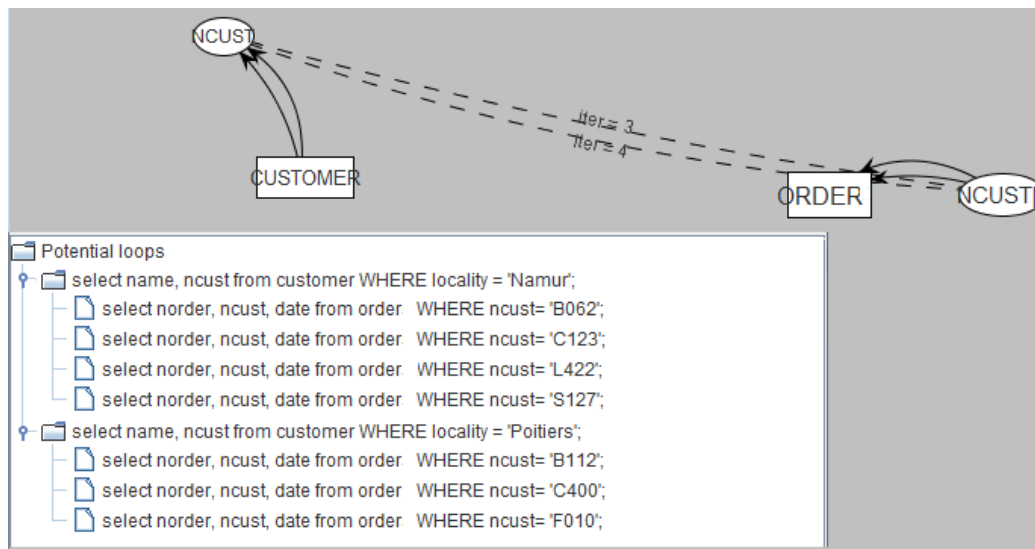 NCUST
iter = 3
iter = 4
CUSTOMER
ORDER
NCUST
Potential loops
select name, ncust from customer WHERE locality = 'Namur';
select norder, ncust, date from order WHERE ncust= 'B062';
select norder, ncust, date from order WHERE ncust= 'C123';
select norder, ncust, date from order WHERE ncust= 'L422';
select norder, ncust, date from order WHERE ncust= 'S127';
select name, ncust from customer WHERE locality = 'Poitiers';
select norder, ncust, date from order WHERE ncust= 'B112';
select norder, ncust, date from order WHERE ncust= 'C400';
select norder, ncust, date from order WHERE ncust= 'F010';